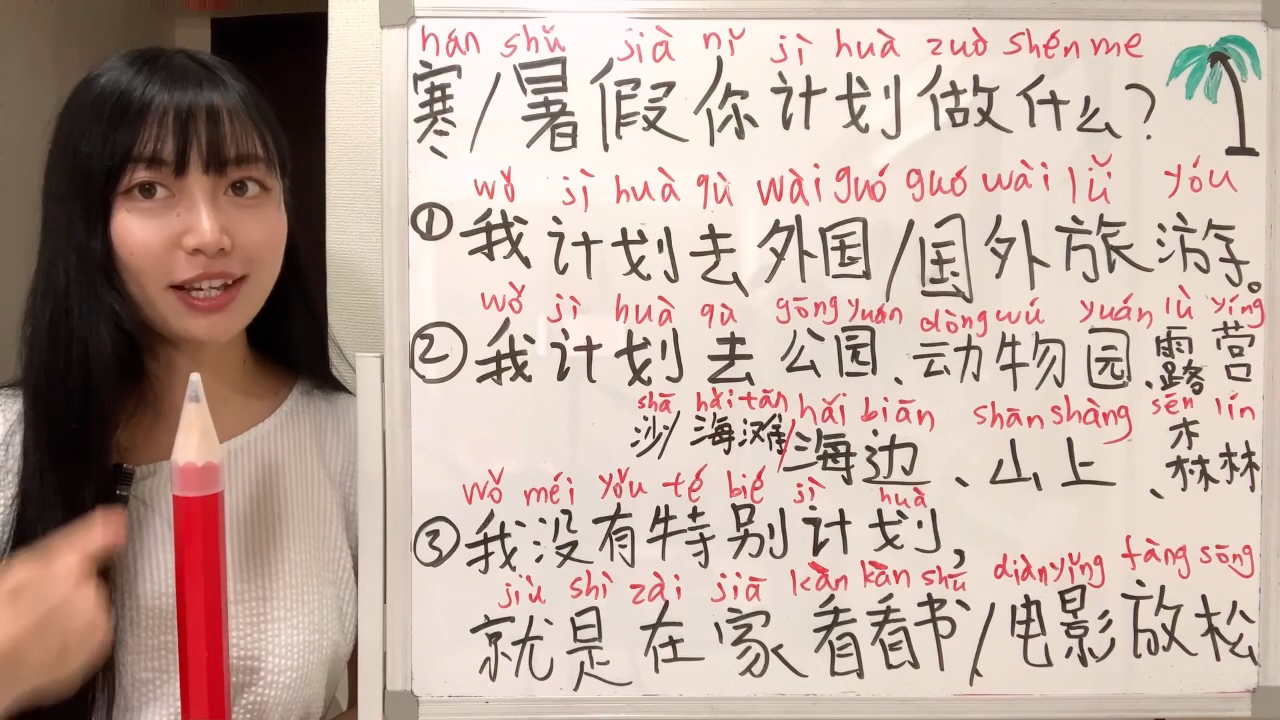 hán shǔ jià nǐ jì huà zuò shén me
寒/暑假你计划做什么?
wǒ jì huà qù wài guó guó wài lǚ yóu
①我计划去外国/国外旅游。
wǒ jì huà qù gōng yuán dòng wú yuán lù yíng
②我计划去公园、动物园、露营
shā hǎi tān hǎi biān shān shàng sēn lín
沙/海滩/海边、山上、森林
wǒ méi yǒu té bié jì huà
③我没有特别计划,
jiù shì zài jiā kàn kàn shū diàn yǐng fàng sōng
就是在家看看书/电影放松